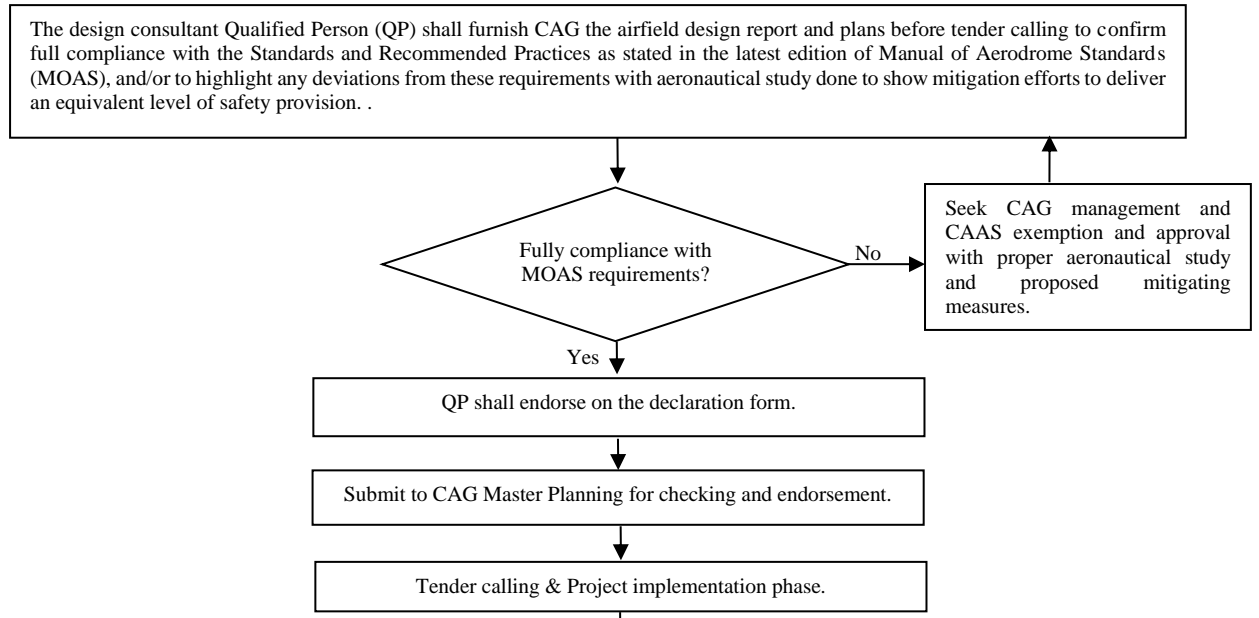 The design consultant Qualified Person (QP) shall furnish CAG the airfield design report and plans before tender calling to confirm
full compliance with the Standards and Recommended Practices as stated in the latest edition of Manual of Aerodrome Standards
(MOAS), and/or to highlight any deviations from these requirements with aeronautical study done to show mitigation efforts to deliver
an equivalent level of safety provision. .
Seek CAG management and
CAAS exemption and approval
with proper aeronautical study
and proposed mitigating
measures.
Fully compliance with
MOAS requirements?
No
Yes
QP shall endorse on the declaration form.
Submit to CAG Master Planning for checking and endorsement.
Tender calling & Project implementation phase.